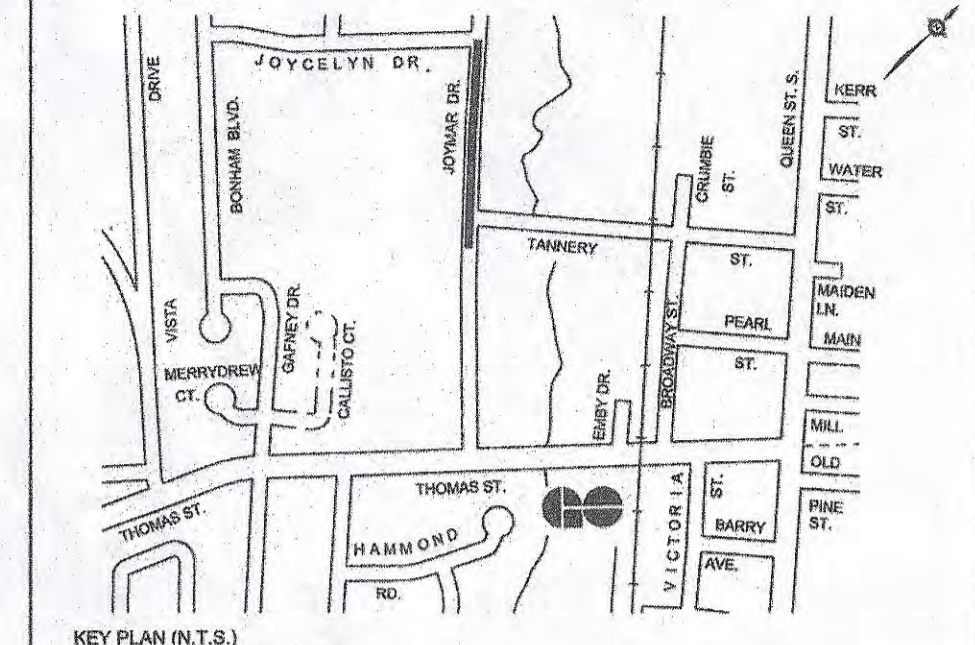 DRIVE
VISTA
BONHAM BLVD.
JOYCELYN DR.
JOYMAR DR.
TANNERY
ST.
CRUMBIE
ST.
QUEEN ST. S.
KERR
ST.
WATER
ST.
MAIDEN
LN.
MAIN
PEARL
ST.
BROADWAY ST.
EMBY DR.
GAFNEY DR.
CALLISTO CT.
MERRYDREW
CT.
MILL
OLD
PINE
ST.
THOMAS ST.
THOMAS ST.
HAMMOND
RD.
VICTORIA
ST.
BARRY
AVE.
KEY PLAN (N.T.S.)